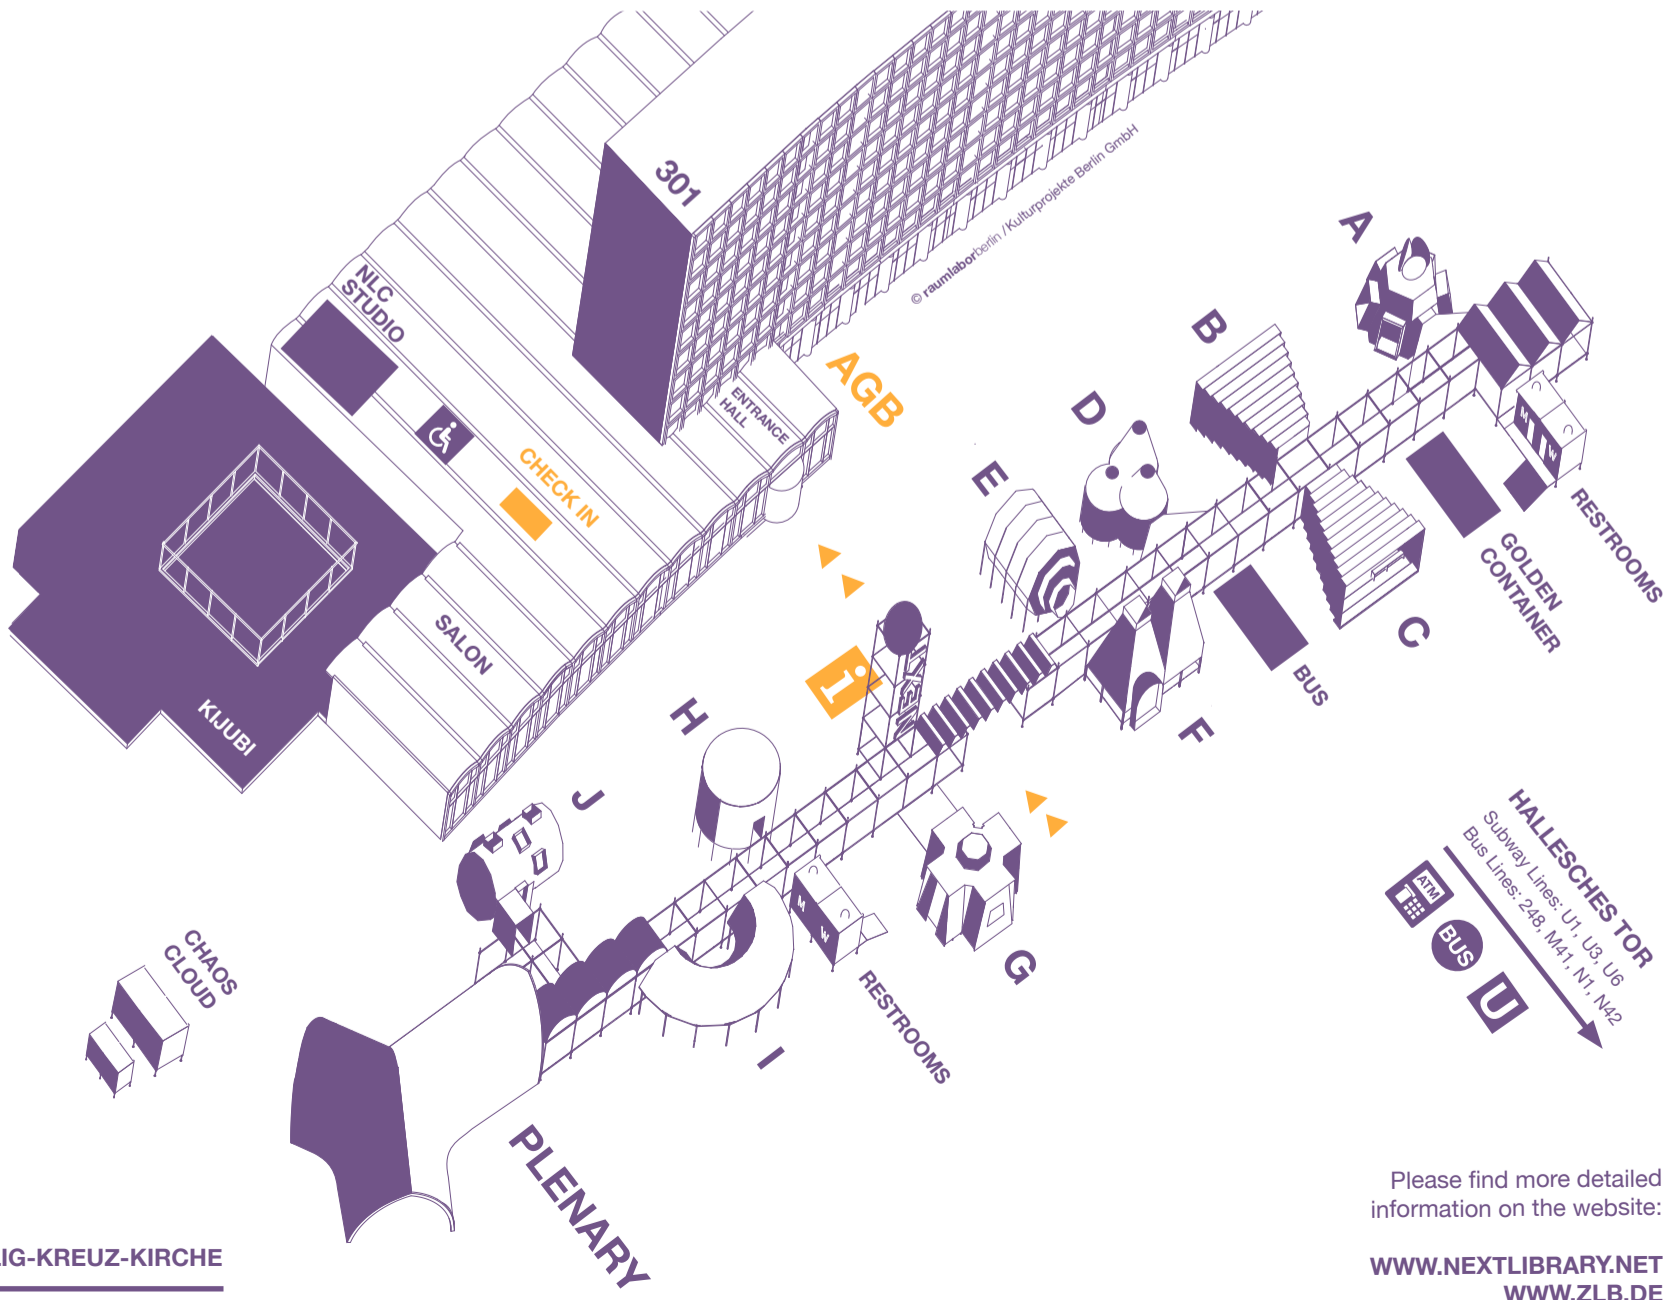 301
© raumlaborberlin / Kulturprojekte Berlin GmbH
A
NLC
STUDIO
B
AGB
ENTRANCE
HALL
D
CHECK IN
E
M W
RESTROOMS
GOLDEN
CONTAINER
C
SALON
i
BUS
KIJUBI
H
F
J
HALLESCHES TOR
Subway Lines: U1, U3, U6
Bus Lines: 248, M41, N1, N42
ATM
BUS
U
M W
G
CHAOS
CLOUD
RESTROOMS
I
PLENARY
Please find more detailed
information on the website:
IG-KREUZ-KIRCHE
WWW.NEXTLIBRARY.NET
WWW.ZLB.DE